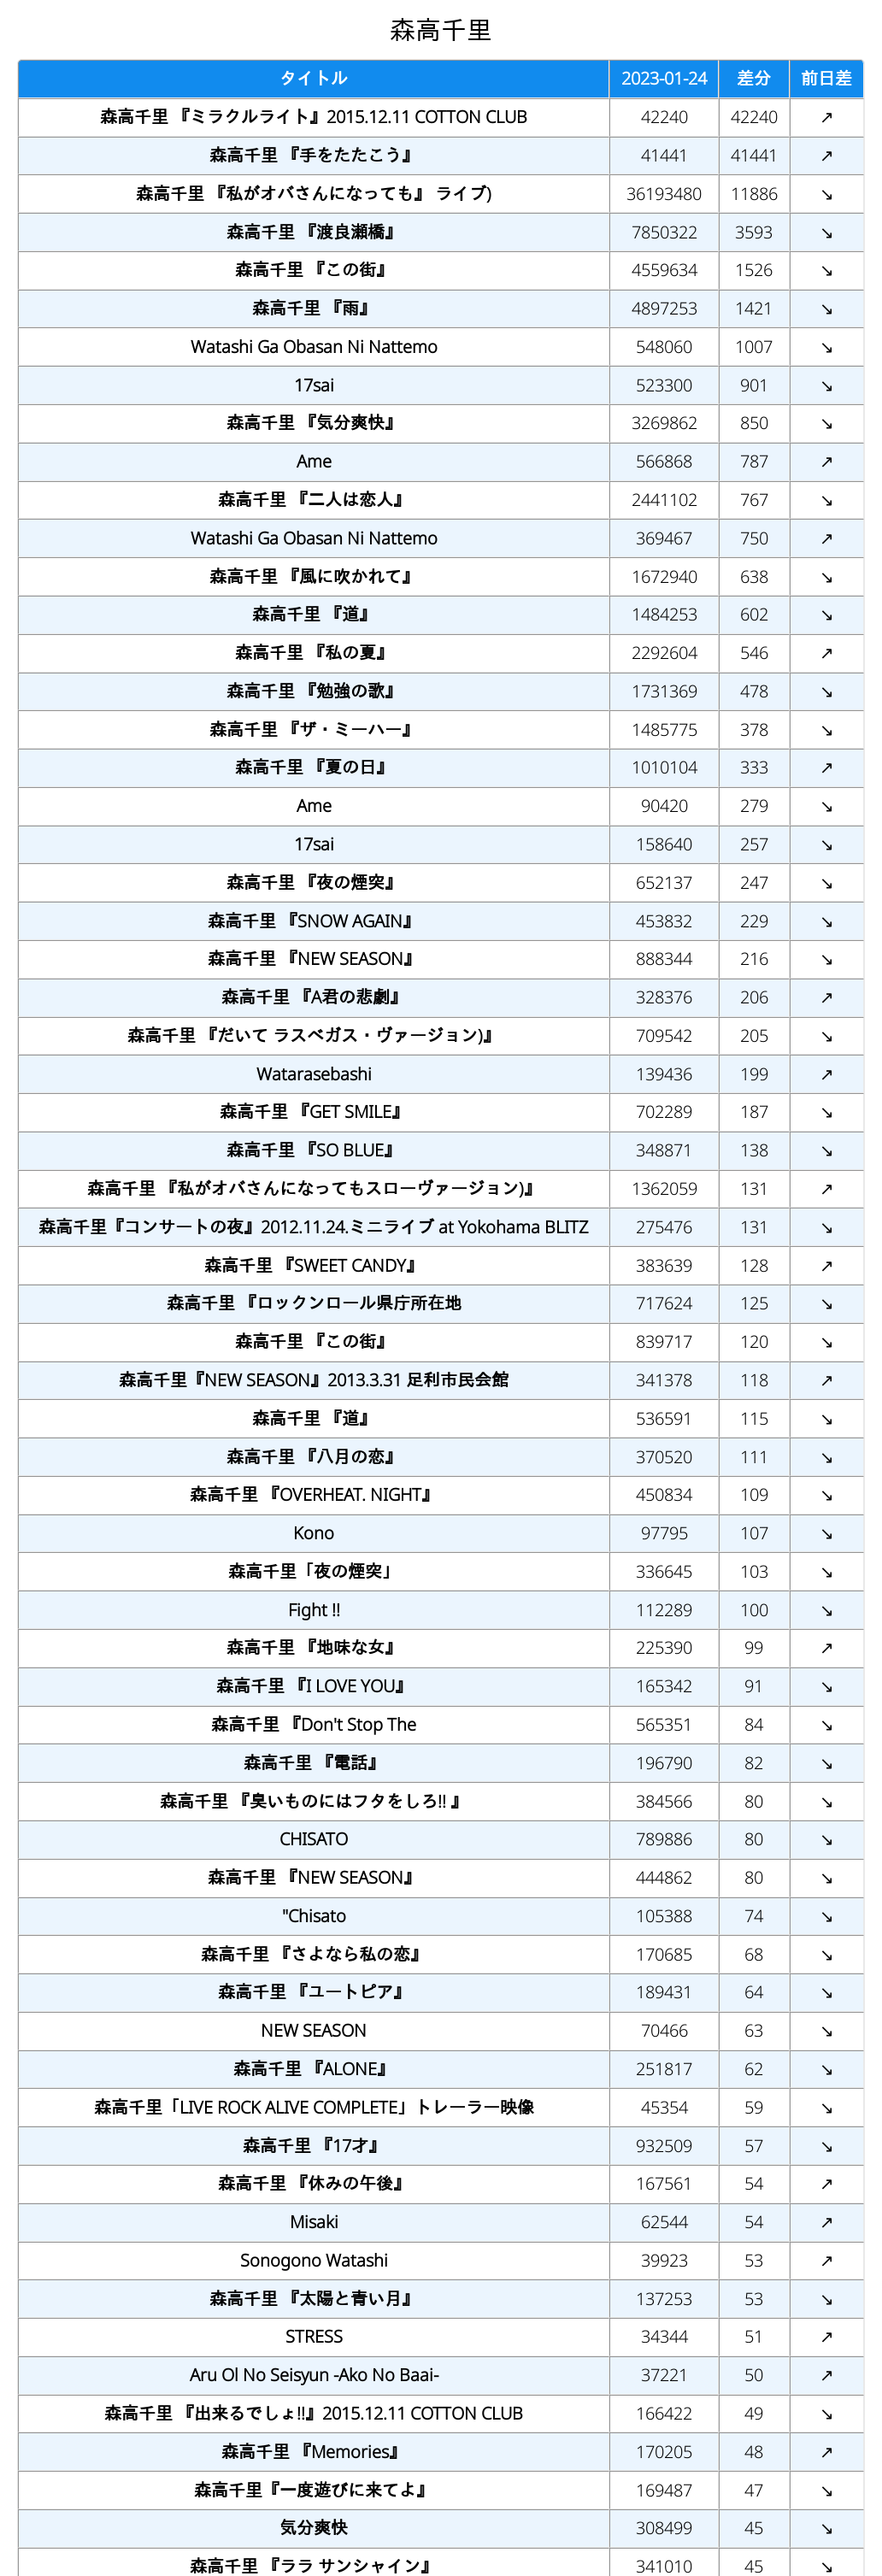 森高千里
タイトル 2023-01-24 差分 前日差
森高千里 『ミラクルライト』2015.12.11 COTTON CLUB 42240 42240 ↗
森高千里 『手をたたこう』 41441 41441 ↗
森高千里 『私がオバさんになっても』 ライブ) 36193480 11886 ↘
森高千里 『渡良瀬橋』 7850322 3593 ↘
森高千里 『この街』 4559634 1526 ↘
森高千里 『雨』 4897253 1421 ↘
Watashi Ga Obasan Ni Nattemo 548060 1007 ↘
17sai 523300 901 ↘
森高千里 『気分爽快』 3269862 850 ↘
Ame 566868 787 ↗
森高千里 『二人は恋人』 2441102 767 ↘
Watashi Ga Obasan Ni Nattemo 369467 750 ↗
森高千里 『風に吹かれて』 1672940 638 ↘
森高千里 『道』 1484253 602 ↘
森高千里 『私の夏』 2292604 546 ↗
森高千里 『勉強の歌』 1731369 478 ↘
森高千里 『ザ・ミーハー』 1485775 378 ↘
森高千里 『夏の日』 1010104 333 ↗
Ame 90420 279 ↘
17sai 158640 257 ↘
森高千里 『夜の煙突』 652137 247 ↘
森高千里 『SNOW AGAIN』 453832 229 ↘
森高千里 『NEW SEASON』 888344 216 ↘
森高千里 『A君の悲劇』 328376 206 ↗
森高千里 『だいて ラスベガス・ヴァージョン)』 709542 205 ↘
Watarasebashi 139436 199 ↗
森高千里 『GET SMILE』 702289 187 ↘
森高千里 『SO BLUE』 348871 138 ↘
森高千里 『私がオバさんになってもスローヴァージョン)』 1362059 131 ↗
森高千里『コンサートの夜』2012.11.24.ミニライブ at Yokohama BLITZ 275476 131 ↘
森高千里 『SWEET CANDY』 383639 128 ↗
森高千里 『ロックンロール県庁所在地 717624 125 ↘
森高千里 『この街』 839717 120 ↘
森高千里『NEW SEASON』2013.3.31 足利市民会館 341378 118 ↗
森高千里 『道』 536591 115 ↘
森高千里 『八月の恋』 370520 111 ↘
森高千里 『OVERHEAT. NIGHT』 450834 109 ↘
Kono 97795 107 ↘
森高千里「夜の煙突」 336645 103 ↘
Fight !! 112289 100 ↘
森高千里 『地味な女』 225390 99 ↗
森高千里 『I LOVE YOU』 165342 91 ↘
森高千里 『Don't Stop The 565351 84 ↘
森高千里 『電話』 196790 82 ↘
森高千里 『臭いものにはフタをしろ!! 』 384566 80 ↘
CHISATO 789886 80 ↘
森高千里 『NEW SEASON』 444862 80 ↘
"Chisato 105388 74 ↘
森高千里 『さよなら私の恋』 170685 68 ↘
森高千里 『ユートピア』 189431 64 ↘
NEW SEASON 70466 63 ↘
森高千里 『ALONE』 251817 62 ↘
森高千里「LIVE ROCK ALIVE COMPLETE」トレーラー映像 45354 59 ↘
森高千里 『17才』 932509 57 ↘
森高千里 『休みの午後』 167561 54 ↗
Misaki 62544 54 ↗
Sonogono Watashi 39923 53 ↗
森高千里 『太陽と青い月』 137253 53 ↘
STRESS 34344 51 ↗
Aru Ol No Seisyun -Ako No Baai- 37221 50 ↗
森高千里 『出来るでしょ!!』2015.12.11 COTTON CLUB 166422 49 ↘
森高千里 『Memories』 170205 48 ↗
森高千里『一度遊びに来てよ』 169487 47 ↘
気分爽快 308499 45 ↘
森高千里 『ララ サンシャイン』 341010 45 ↘